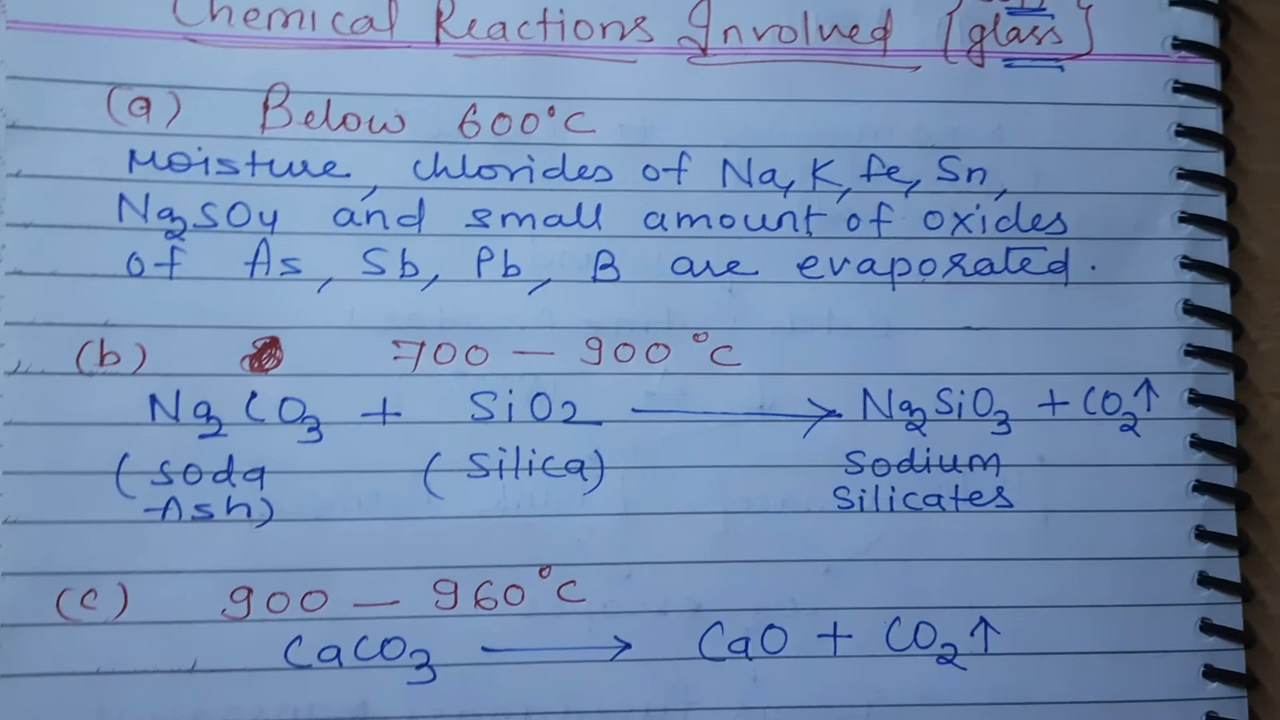 Chemical Reactions Involved [glass]
(a) Below 600°C
Moisture, chlorides of Na, K, Fe, Sn,
Na2SO4 and small amount of oxides
of As, Sb, Pb, B are evaporated.
(b) 700 — 900°C
Na2CO3 + SiO2 → Na2SiO3 + CO2↑
(Soda (Silica) Sodium
Ash) Silicates
(c) 900 — 960°C
CaCO3 → CaO + CO2↑